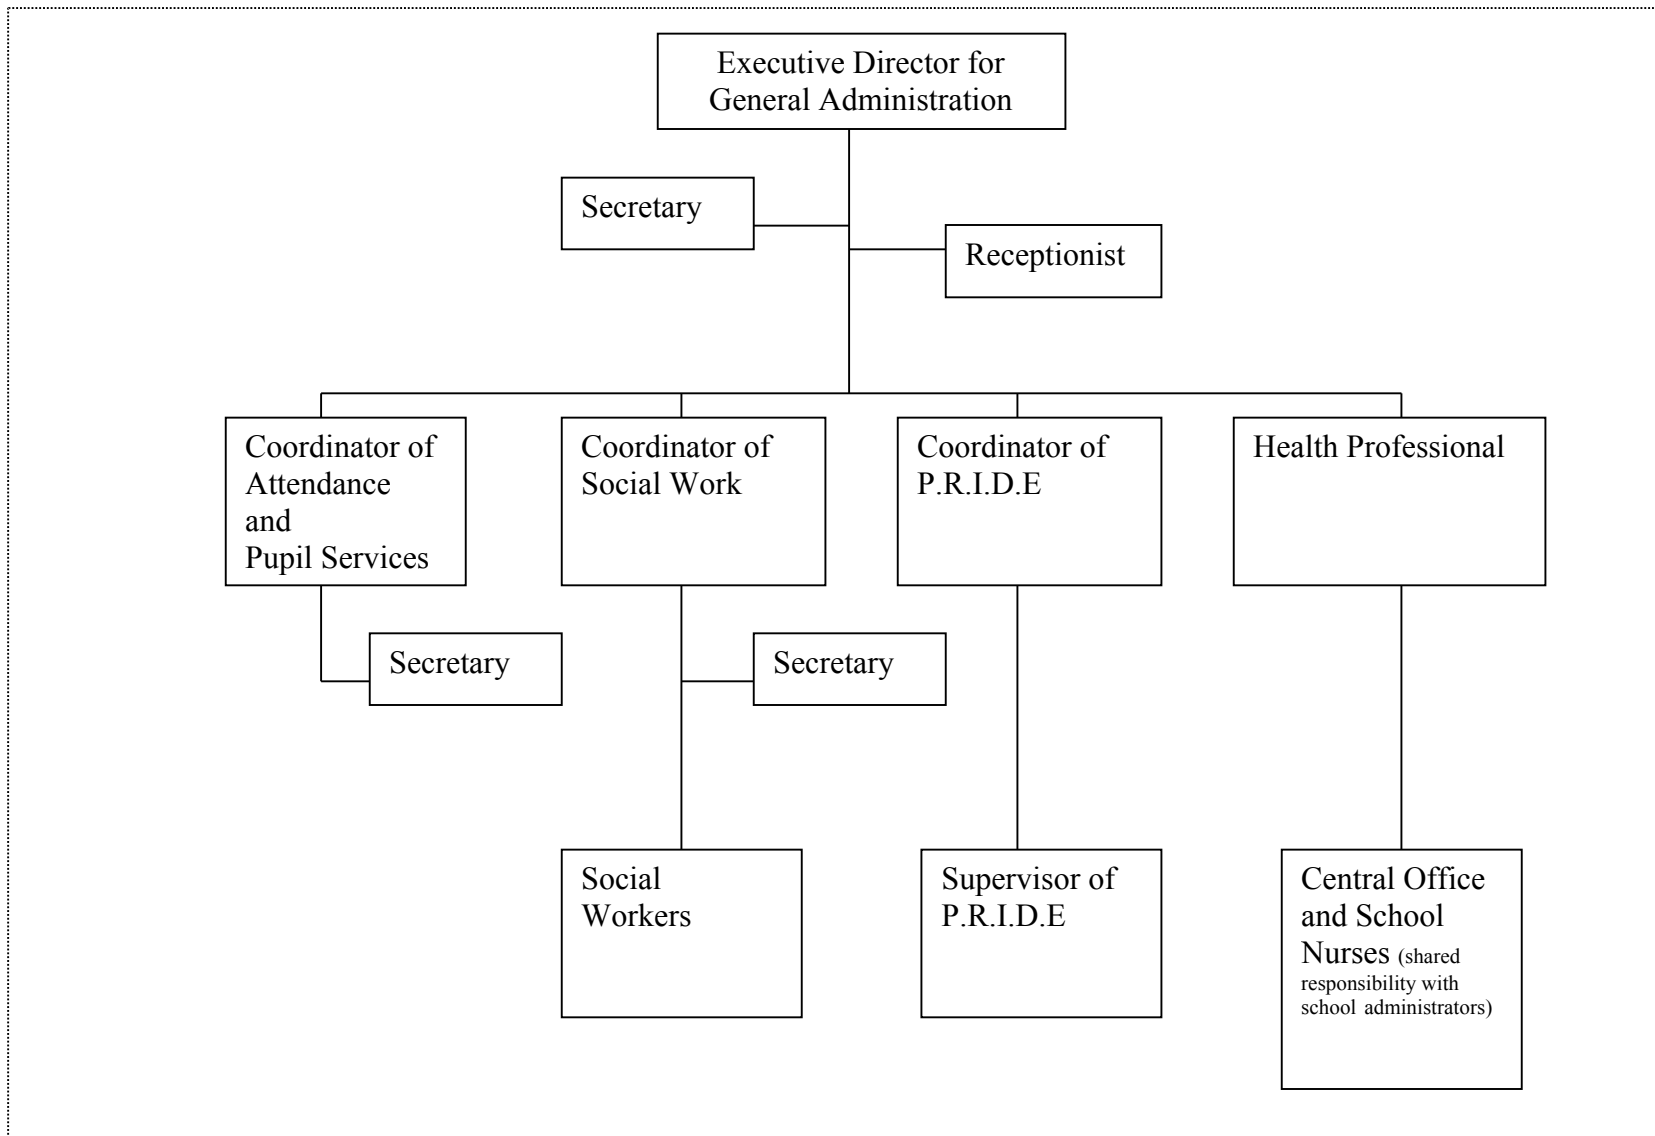 Executive Director for
General Administration
Secretary
Receptionist
Coordinator of
Attendance
and
Pupil Services
Coordinator of
Social Work
Coordinator of
P.R.I.D.E
Health Professional
Secretary
Secretary
Social
Workers
Supervisor of
P.R.I.D.E
Central Office
and School
Nurses (shared
responsibility with
school administrators)